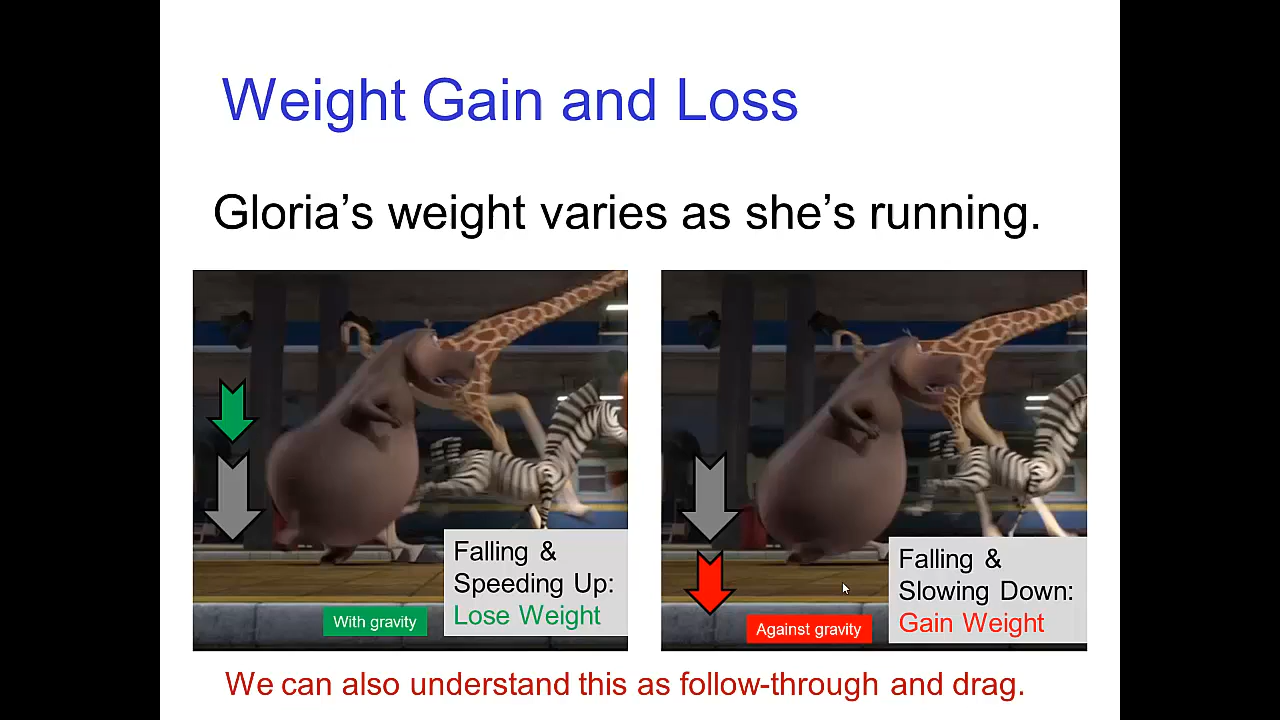 Weight Gain and Loss
Gloria’s weight varies as she’s running.
Falling &
Speeding Up:
Lose Weight
With gravity
Falling &
Slowing Down:
Gain Weight
Against gravity
We can also understand this as follow-through and drag.